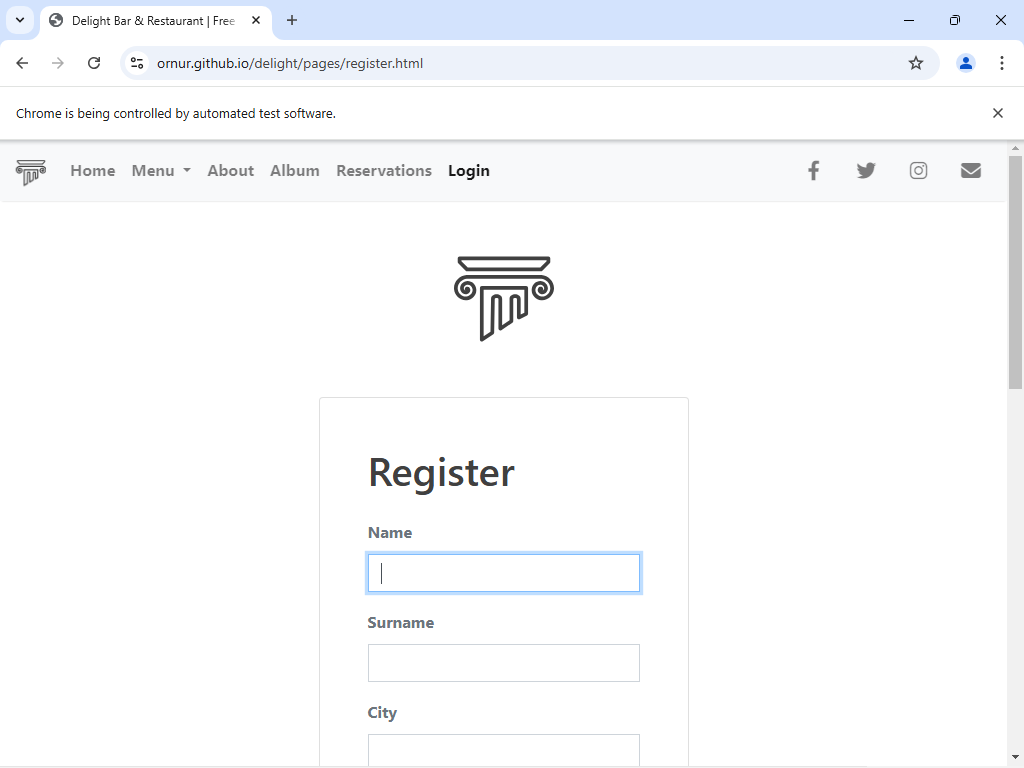 Delight Bar & Restaurant | Free
ornur.github.io/delight/pages/register.html
Chrome is being controlled by automated test software.
Home Menu About Album Reservations Login
Register
Name
Surname
City